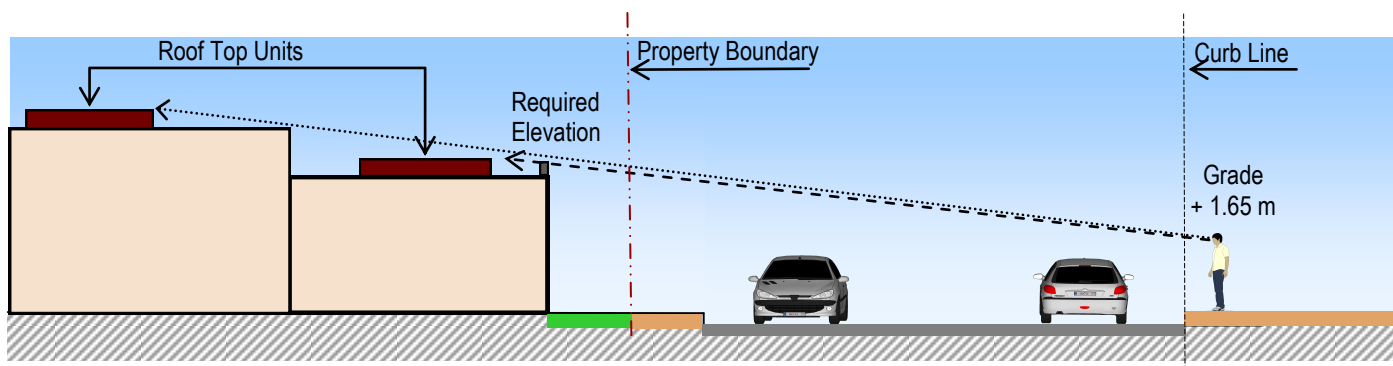 Roof Top Units
Property Boundary
Curb Line
Required
Elevation
Grade
+ 1.65 m